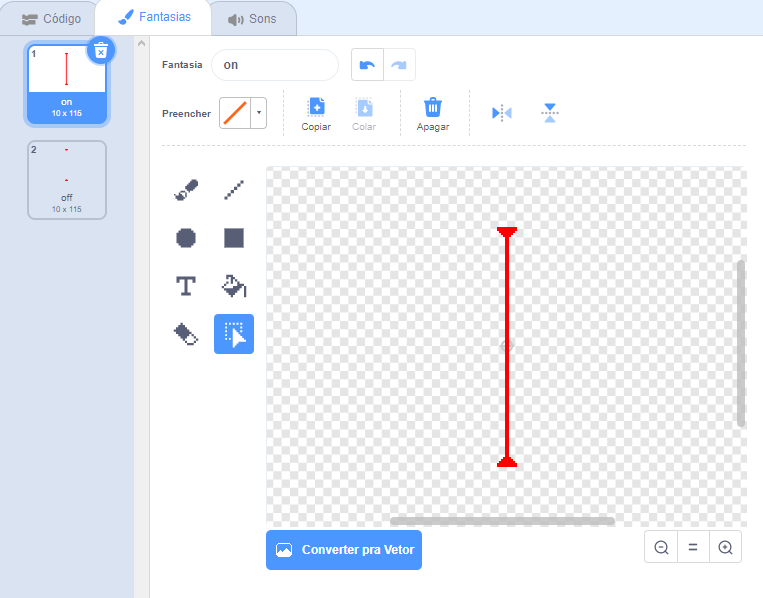 Código
Fantasias
Sons
1
on
10 x 115
2
off
10 x 115
Fantasia
on
Preencher
Copiar
Colar
Apagar
T
Converter pra Vetor